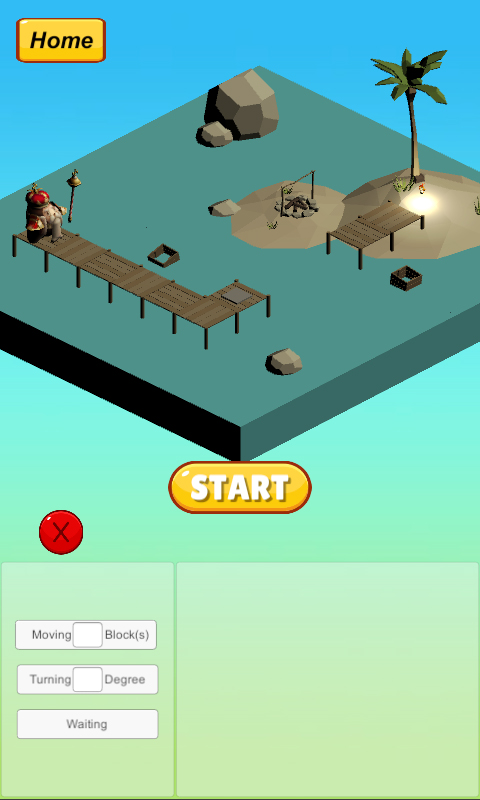 Home
START
X
Moving Block(s)
Turning Degree
Waiting